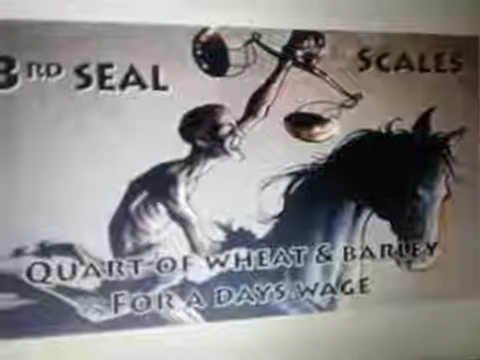 3RD SEAL
SCALES
QUART OF WHEAT & BARLEY
FOR A DAYS WAGE